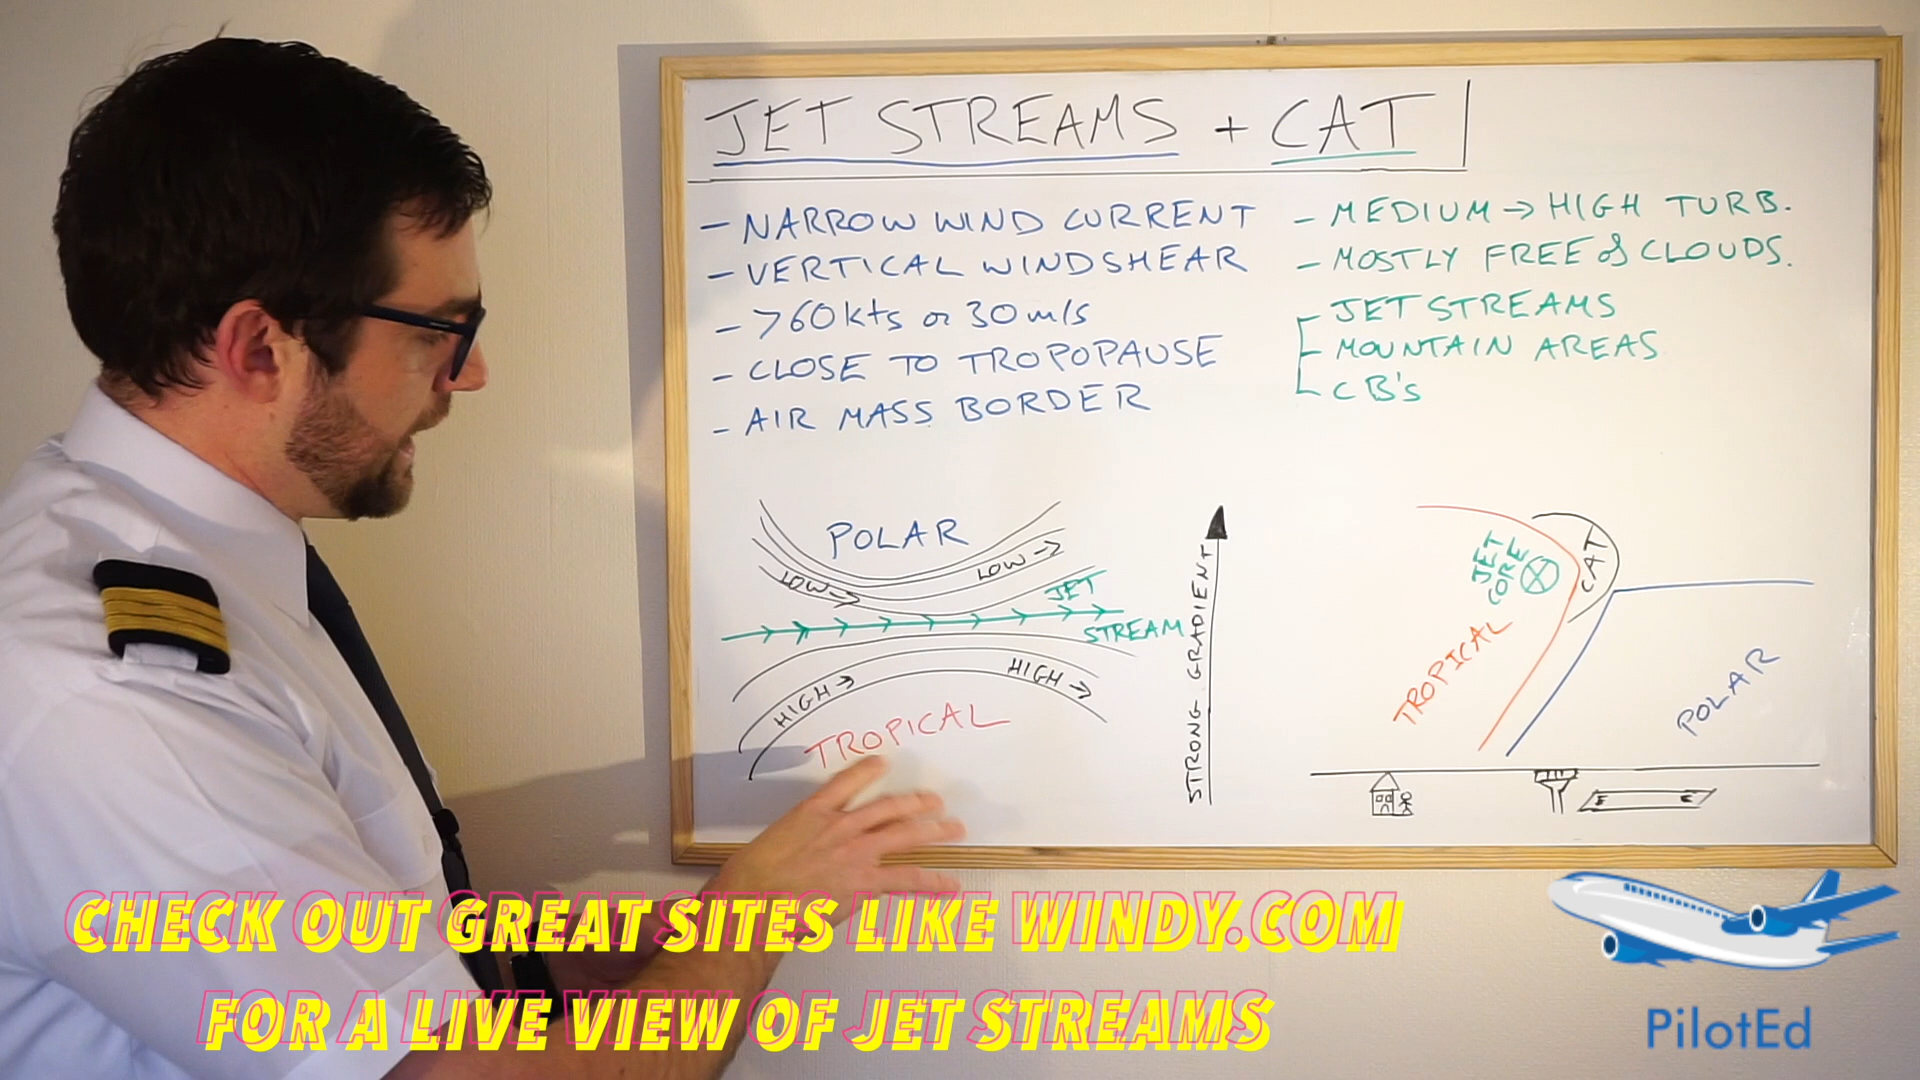 JET STREAMS + CAT
- NARROW WIND CURRENT
- VERTICAL WINDSHEAR
- >60kts or 30m/s
- CLOSE TO TROPOPAUSE
- AIR MASS BORDER
- MEDIUM → HIGH TURB.
- MOSTLY FREE of CLOUDS.
- JET STREAMS
- MOUNTAIN AREAS
- CB's
POLAR
LOW →
LOW →
JET
STREAM
HIGH →
HIGH →
TROPICAL
STRONG GRADIENT
JET
CORE
CAT
TROPICAL
POLAR
CHECK OUT GREAT SITES LIKE WINDY.COM
FOR A LIVE VIEW OF JET STREAMS
PilotEd